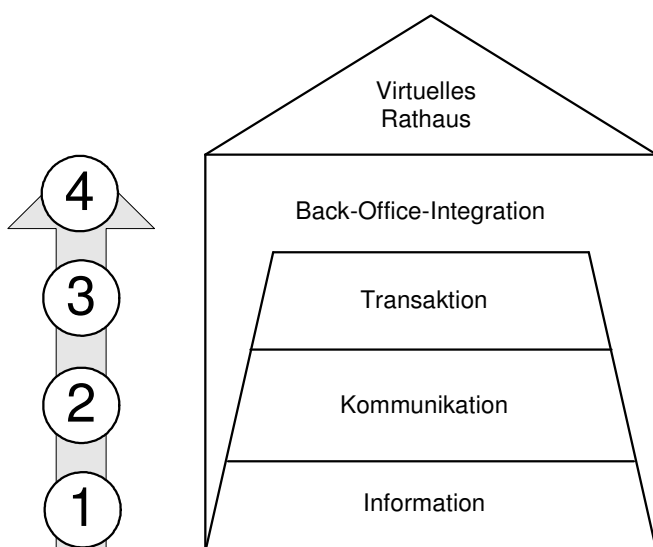 Virtuelles
Rathaus
4
Back-Office-Integration
3
Transaktion
2
Kommunikation
1
Information